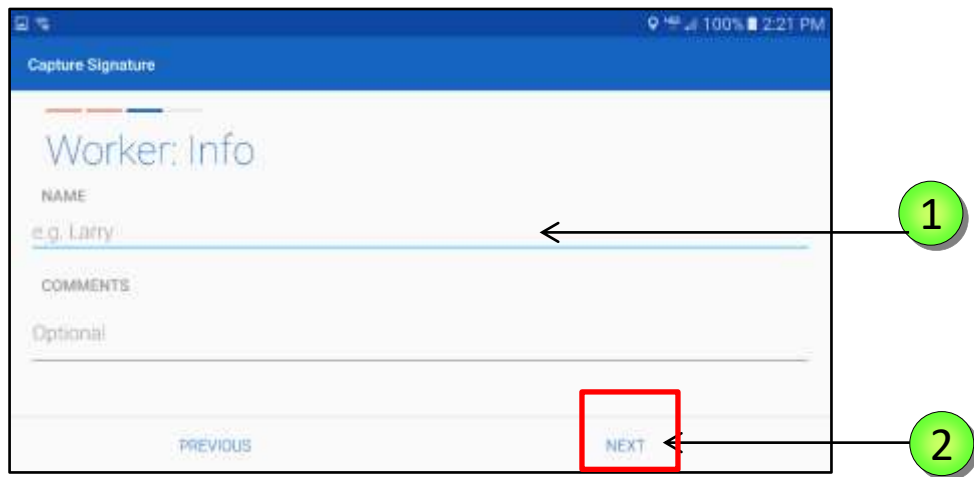 100% 2:21 PM
Capture Signature
Worker: Info
NAME
e.g. Larry
1
COMMENTS
Optional
PREVIOUS
NEXT
2